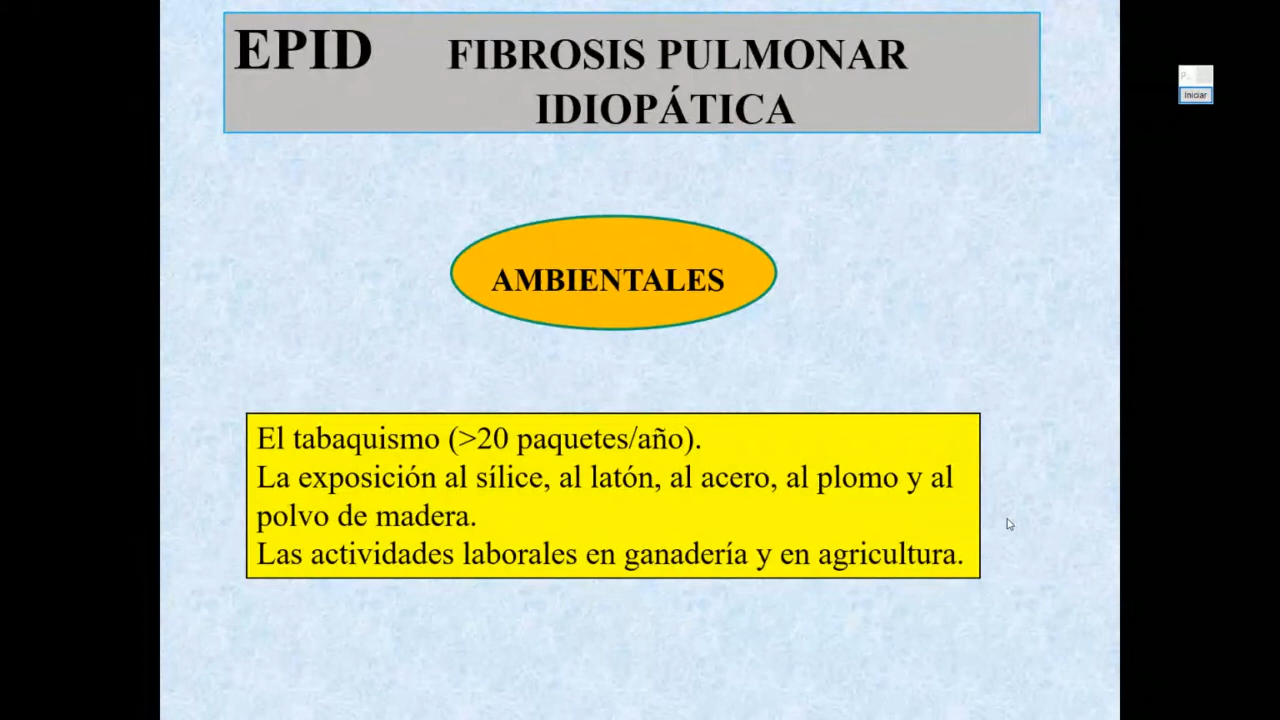 EPID FIBROSIS PULMONAR
IDIOPÁTICA
P...
Iniciar
AMBIENTALES
El tabaquismo (>20 paquetes/año).
La exposición al sílice, al latón, al acero, al plomo y al
polvo de madera.
Las actividades laborales en ganadería y en agricultura.